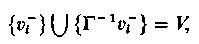 {v_i^-} ⋃ {Γ^{-1} v_i^-} = V,